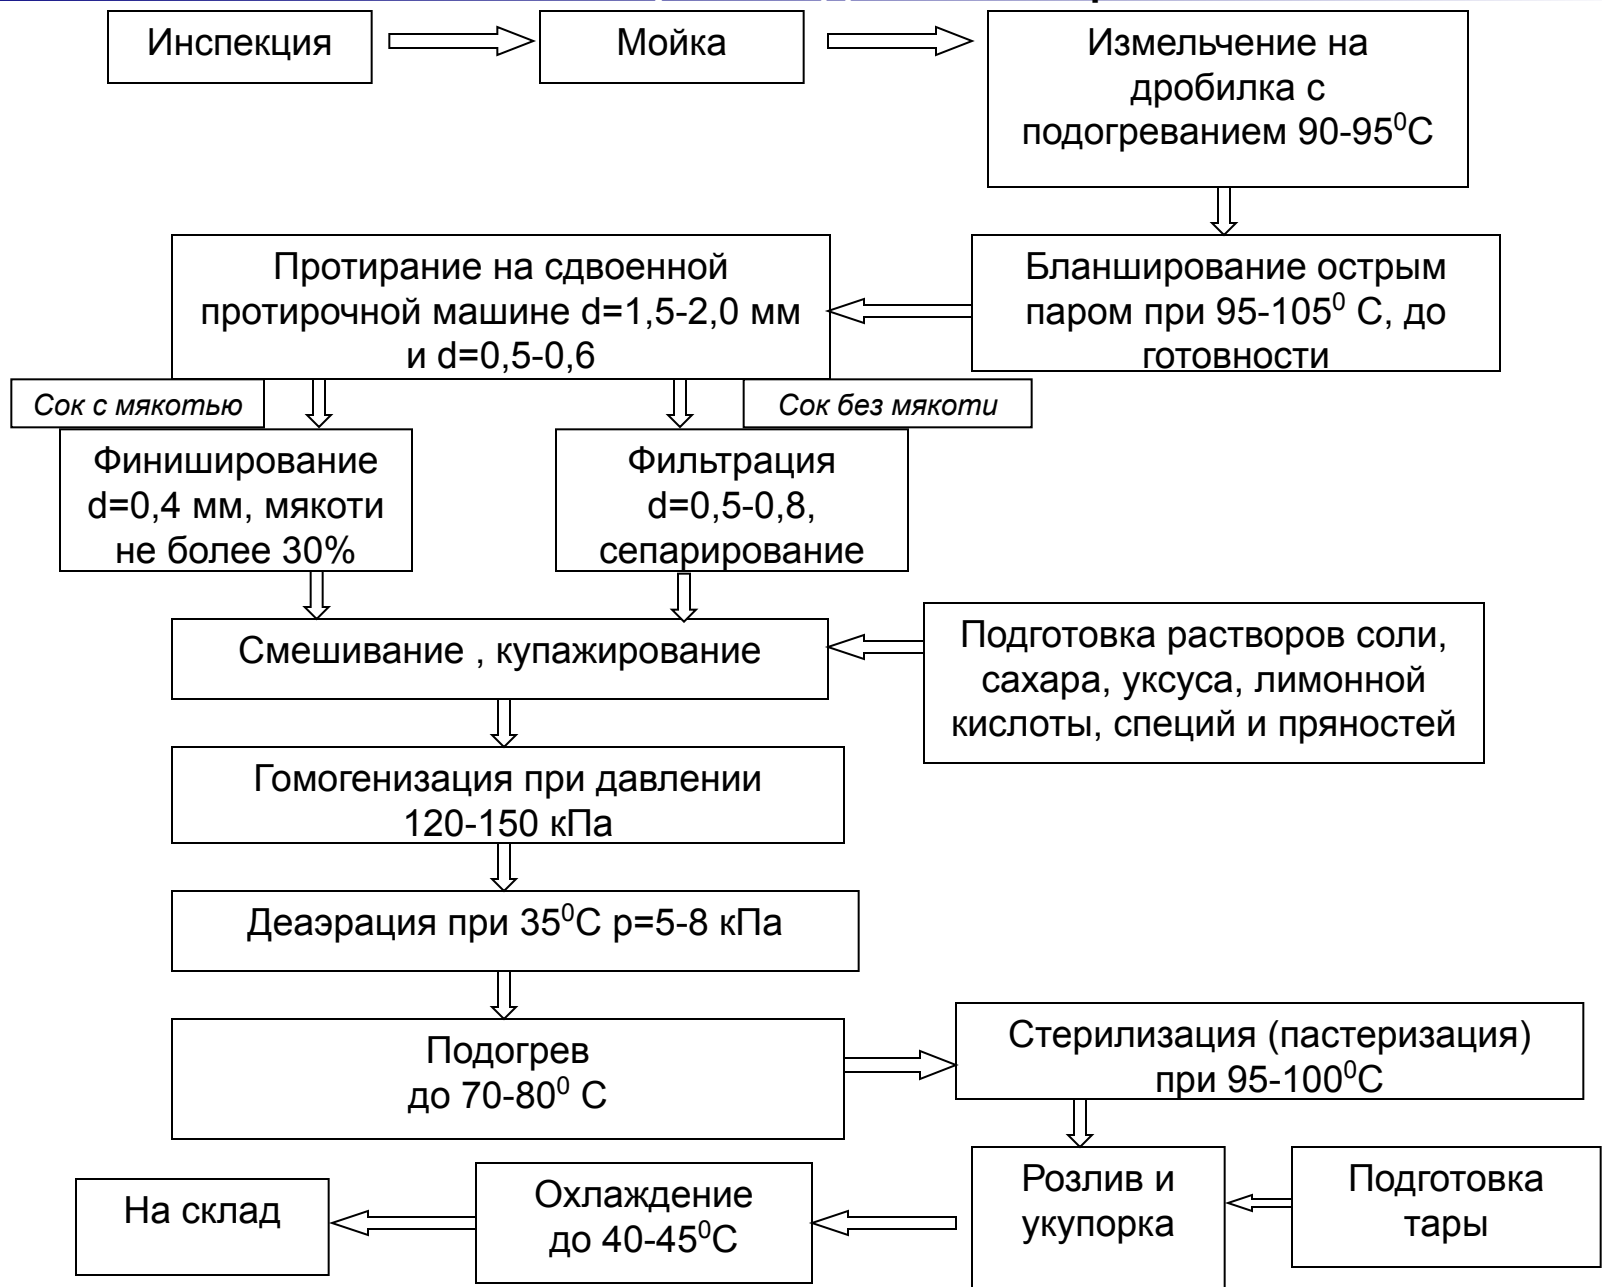 Инспекция
Мойка
Измельчение на
дробилка с
подогреванием 90-95⁰С
Протирание на сдвоенной
протирочной машине d=1,5-2,0 мм
и d=0,5-0,6
Бланширование острым
паром при 95-105⁰ С, до
готовности
Сок с мякотью
Сок без мякоти
Финиширование
d=0,4 мм, мякоти
не более 30%
Фильтрация
d=0,5-0,8,
сепарирование
Смешивание , купажирование
Подготовка растворов соли,
сахара, уксуса, лимонной
кислоты, специй и пряностей
Гомогенизация при давлении
120-150 кПа
Деаэрация при 35⁰С р=5-8 кПа
Подогрев
до 70-80⁰ С
Стерилизация (пастеризация)
при 95-100⁰С
На склад
Охлаждение
до 40-45⁰С
Розлив и
укупорка
Подготовка
тары